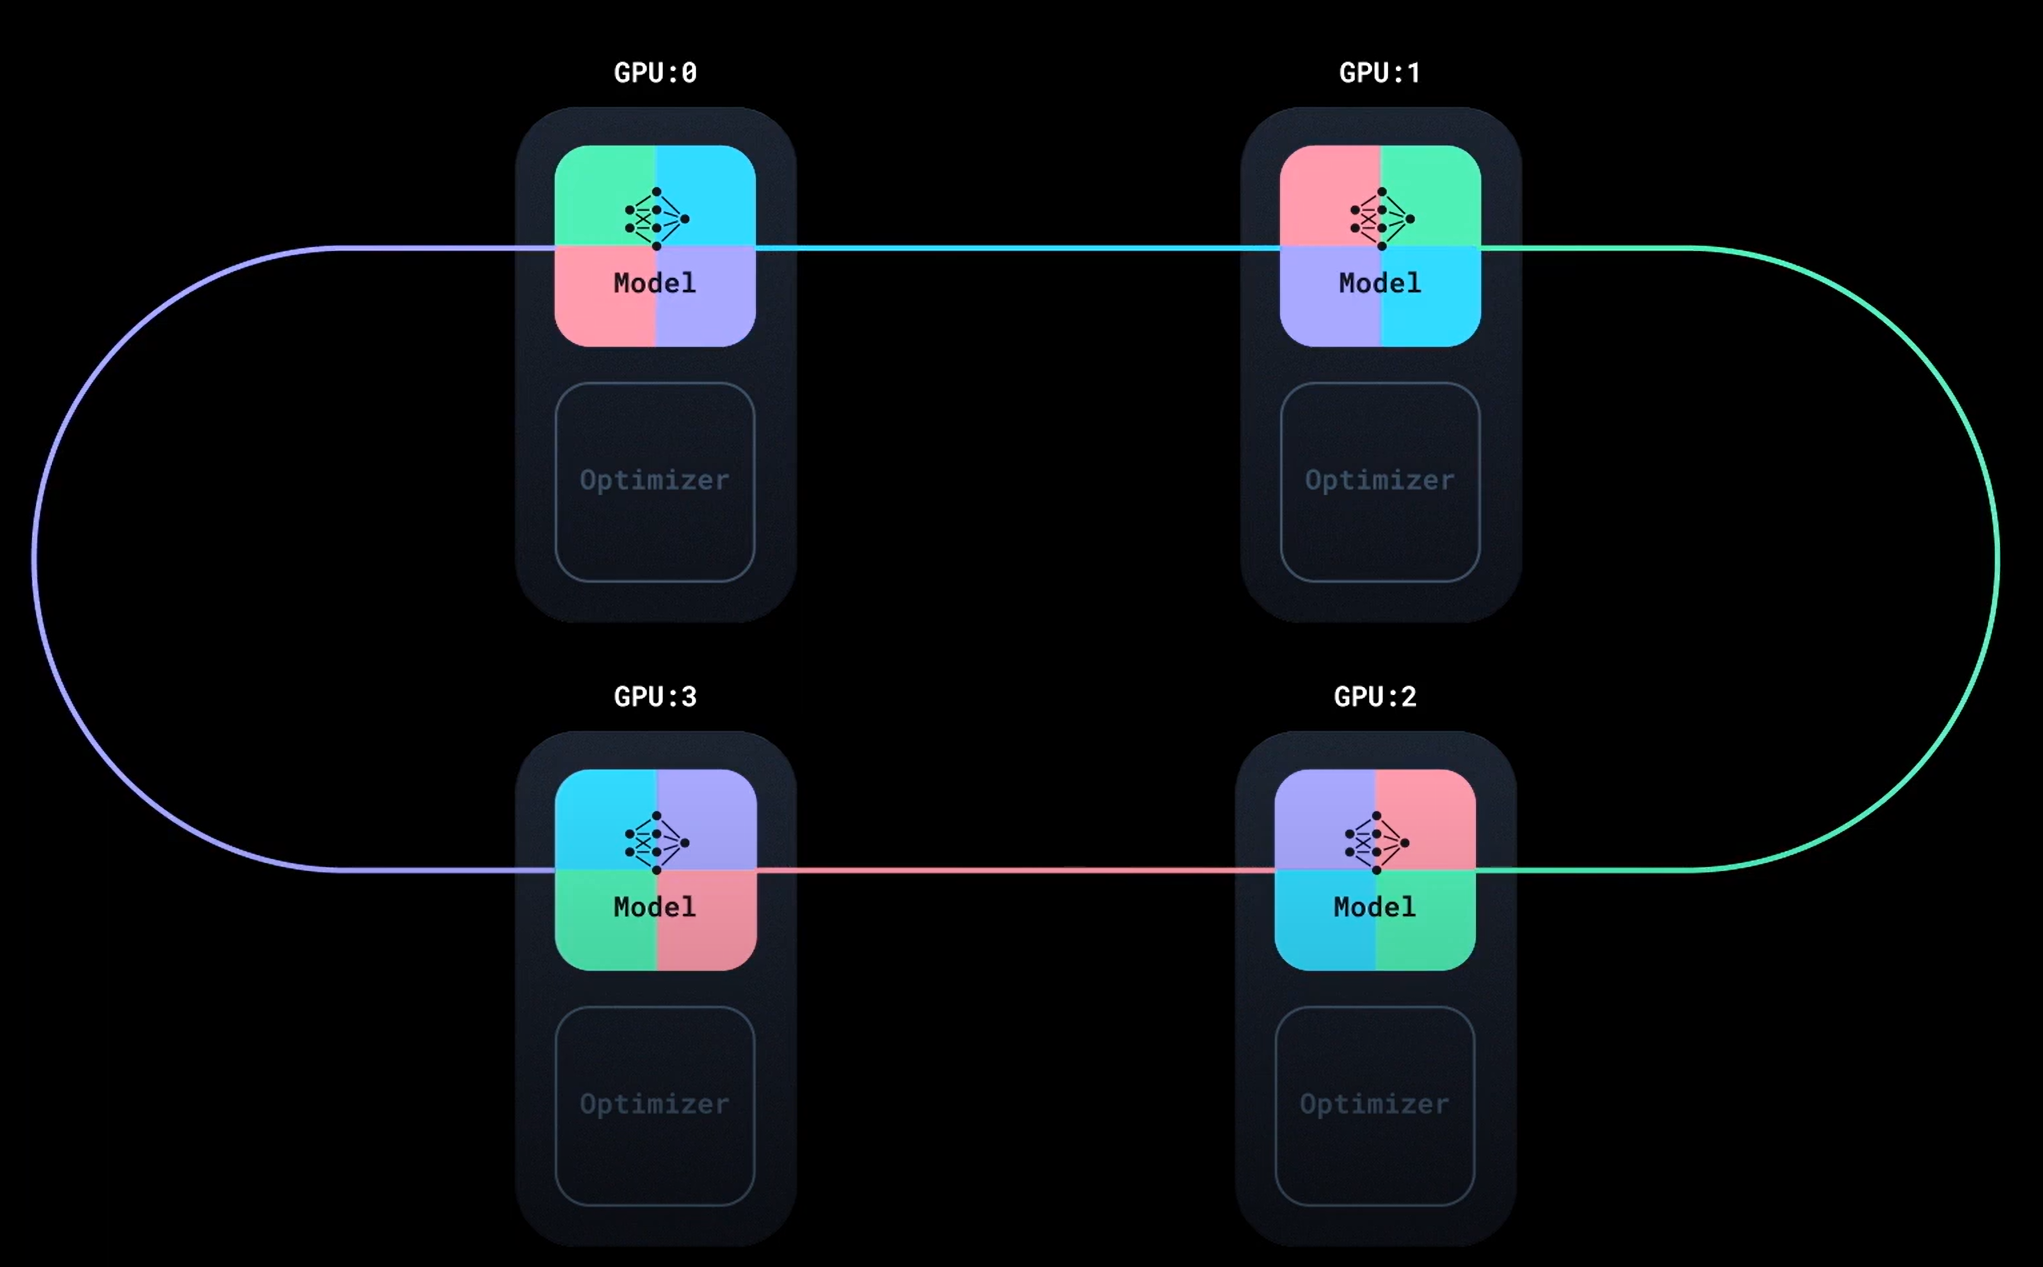 GPU:0
GPU:1
Model
Model
Optimizer
Optimizer
GPU:3
GPU:2
Model
Model
Optimizer
Optimizer